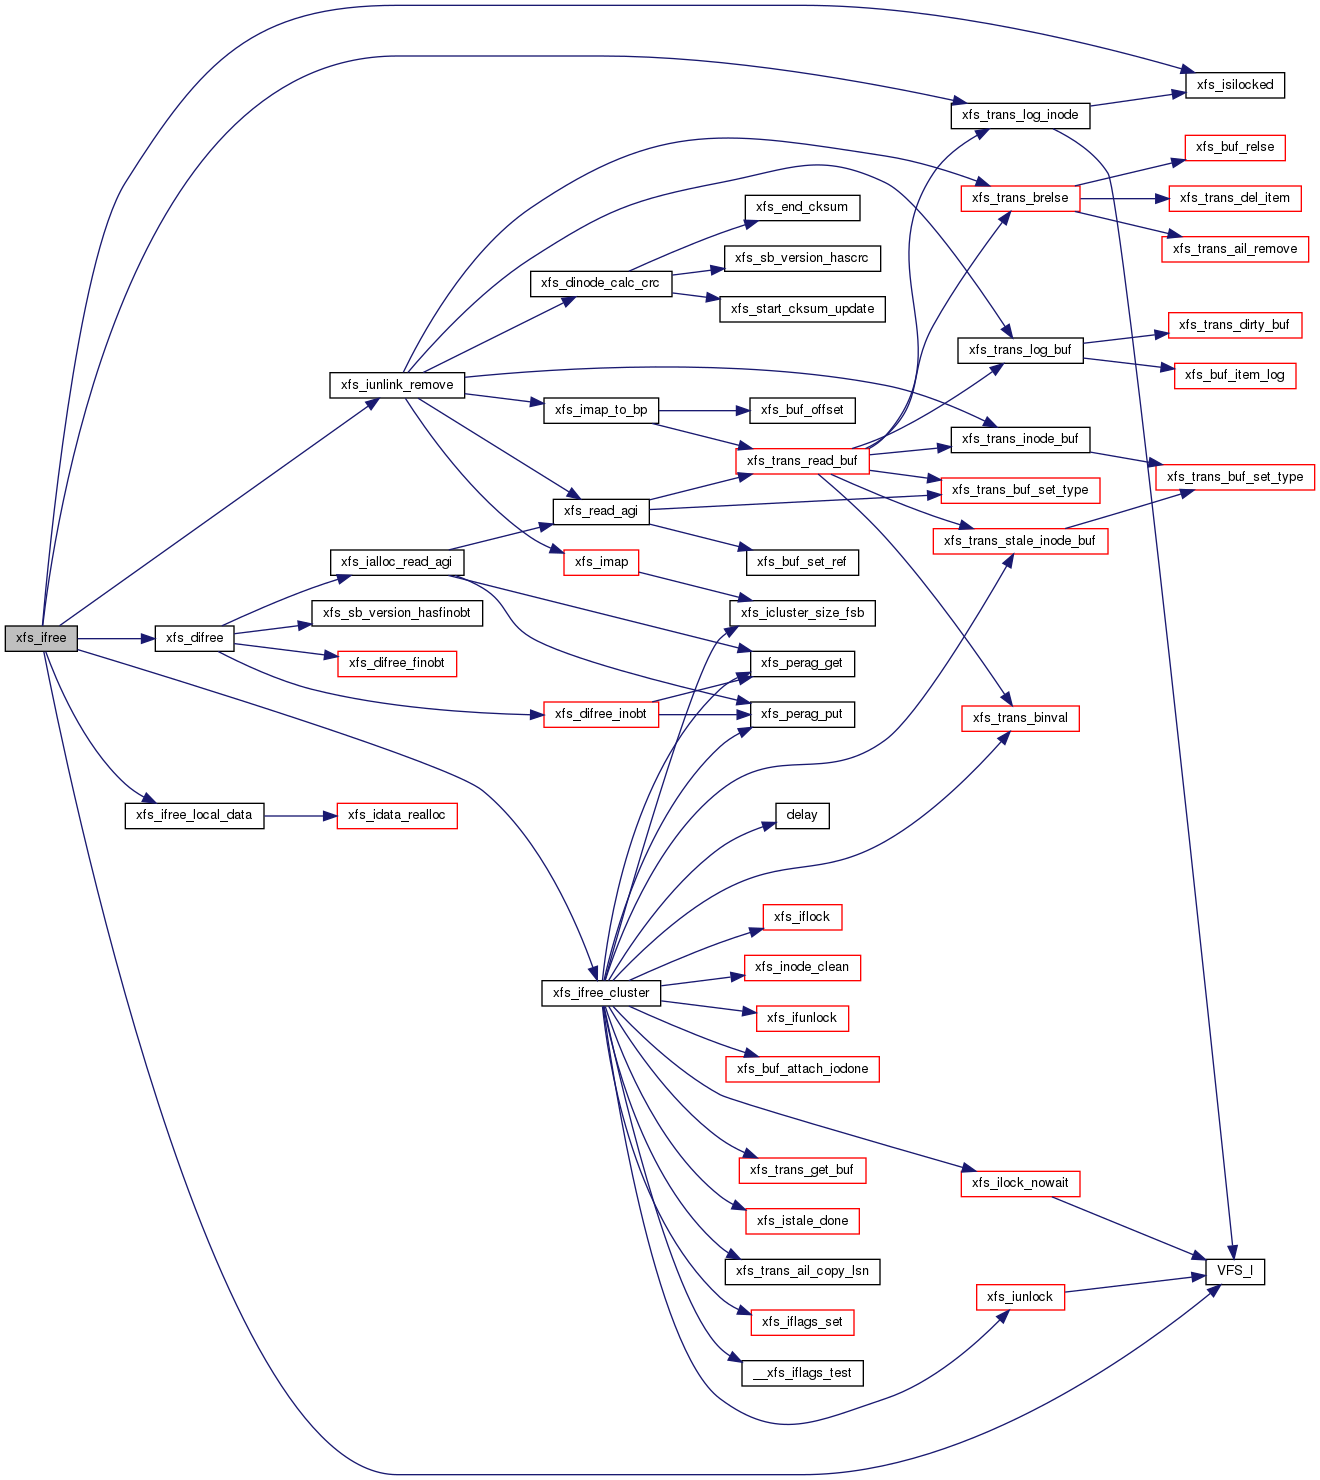 xfs_isilocked
xfs_trans_log_inode
xfs_buf_relse
xfs_trans_brelse
xfs_trans_del_item
xfs_end_cksum
xfs_trans_ail_remove
xfs_sb_version_hascrc
xfs_dinode_calc_crc
xfs_start_cksum_update
xfs_trans_dirty_buf
xfs_trans_log_buf
xfs_buf_item_log
xfs_iunlink_remove
xfs_imap_to_bp
xfs_buf_offset
xfs_trans_inode_buf
xfs_trans_read_buf
xfs_trans_buf_set_type
xfs_trans_buf_set_type
xfs_read_agi
xfs_trans_stale_inode_buf
xfs_ialloc_read_agi
xfs_imap
xfs_buf_set_ref
xfs_sb_version_hasfinobt
xfs_icluster_size_fsb
xfs_ifree
xfs_difree
xfs_difree_finobt
xfs_perag_get
xfs_difree_inobt
xfs_perag_put
xfs_trans_binval
xfs_ifree_local_data
xfs_idata_realloc
delay
xfs_iflock
xfs_inode_clean
xfs_ifree_cluster
xfs_ifunlock
xfs_buf_attach_iodone
xfs_trans_get_buf
xfs_ilock_nowait
xfs_istale_done
xfs_trans_ail_copy_lsn
VFS_I
xfs_iunlock
xfs_iflags_set
__xfs_iflags_test